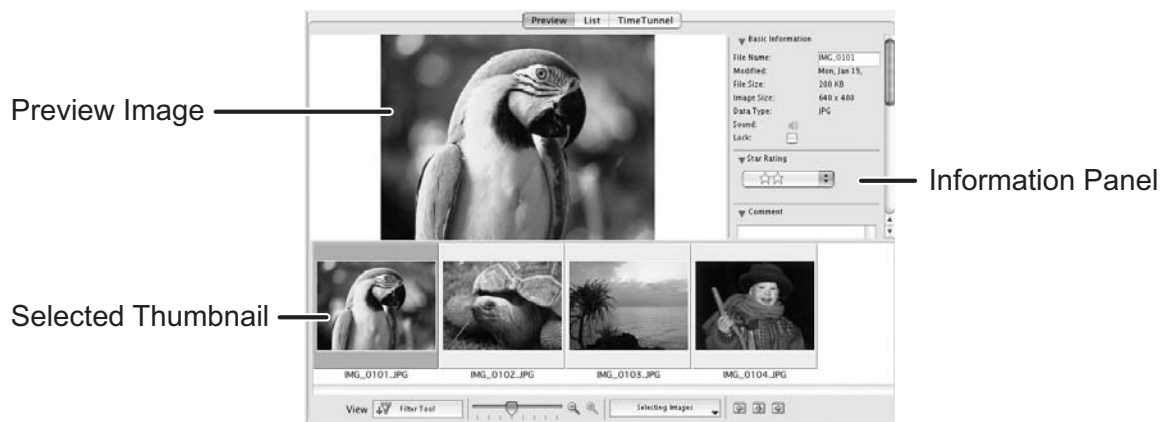 Preview List TimeTunnel
Preview Image
Basic Information
File Name: IMG_0101
Modified: Mon, Jan 15,
File Size: 200 KB
Image Size: 640 x 480
Data Type: JPG
Sound:
Lock:
Star Rating
Information Panel
Comment
Selected Thumbnail
IMG_0101.JPG IMG_0102.JPG IMG_0103.JPG IMG_0104.JPG
View Filter Tool Selecting Images